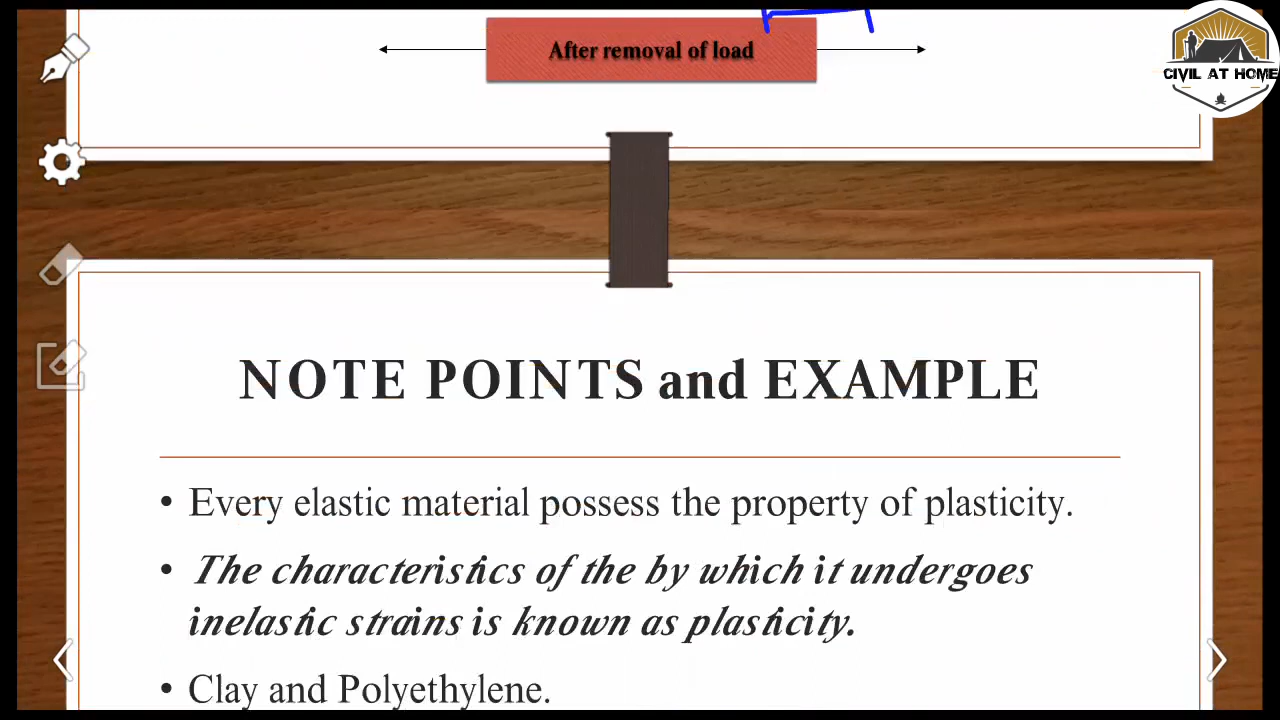 After removal of load
CIVIL AT HOME
NOTE POINTS and EXAMPLE
• Every elastic material possess the property of plasticity.
• The characteristics of the by which it undergoes
inelastic strains is known as plasticity.
• Clay and Polyethylene.